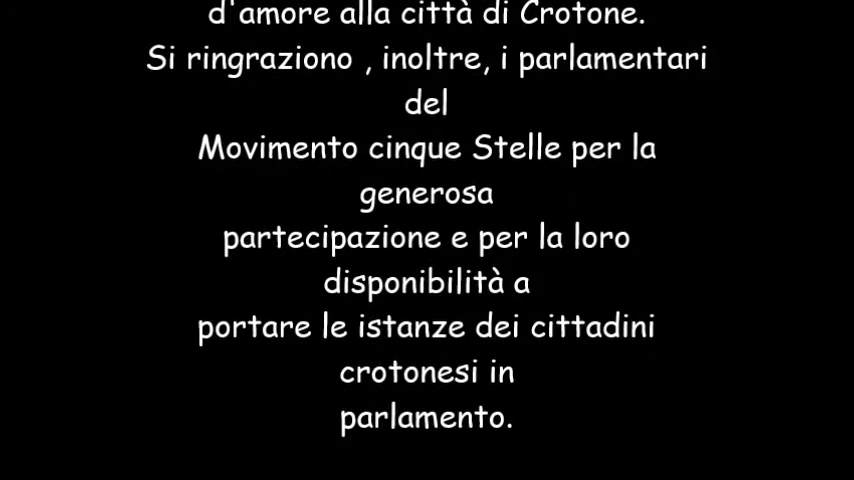 d'amore alla città di Crotone.
Si ringraziono , inoltre, i parlamentari
del
Movimento cinque Stelle per la
generosa
partecipazione e per la loro
disponibilità a
portare le istanze dei cittadini
crotonesi in
parlamento.